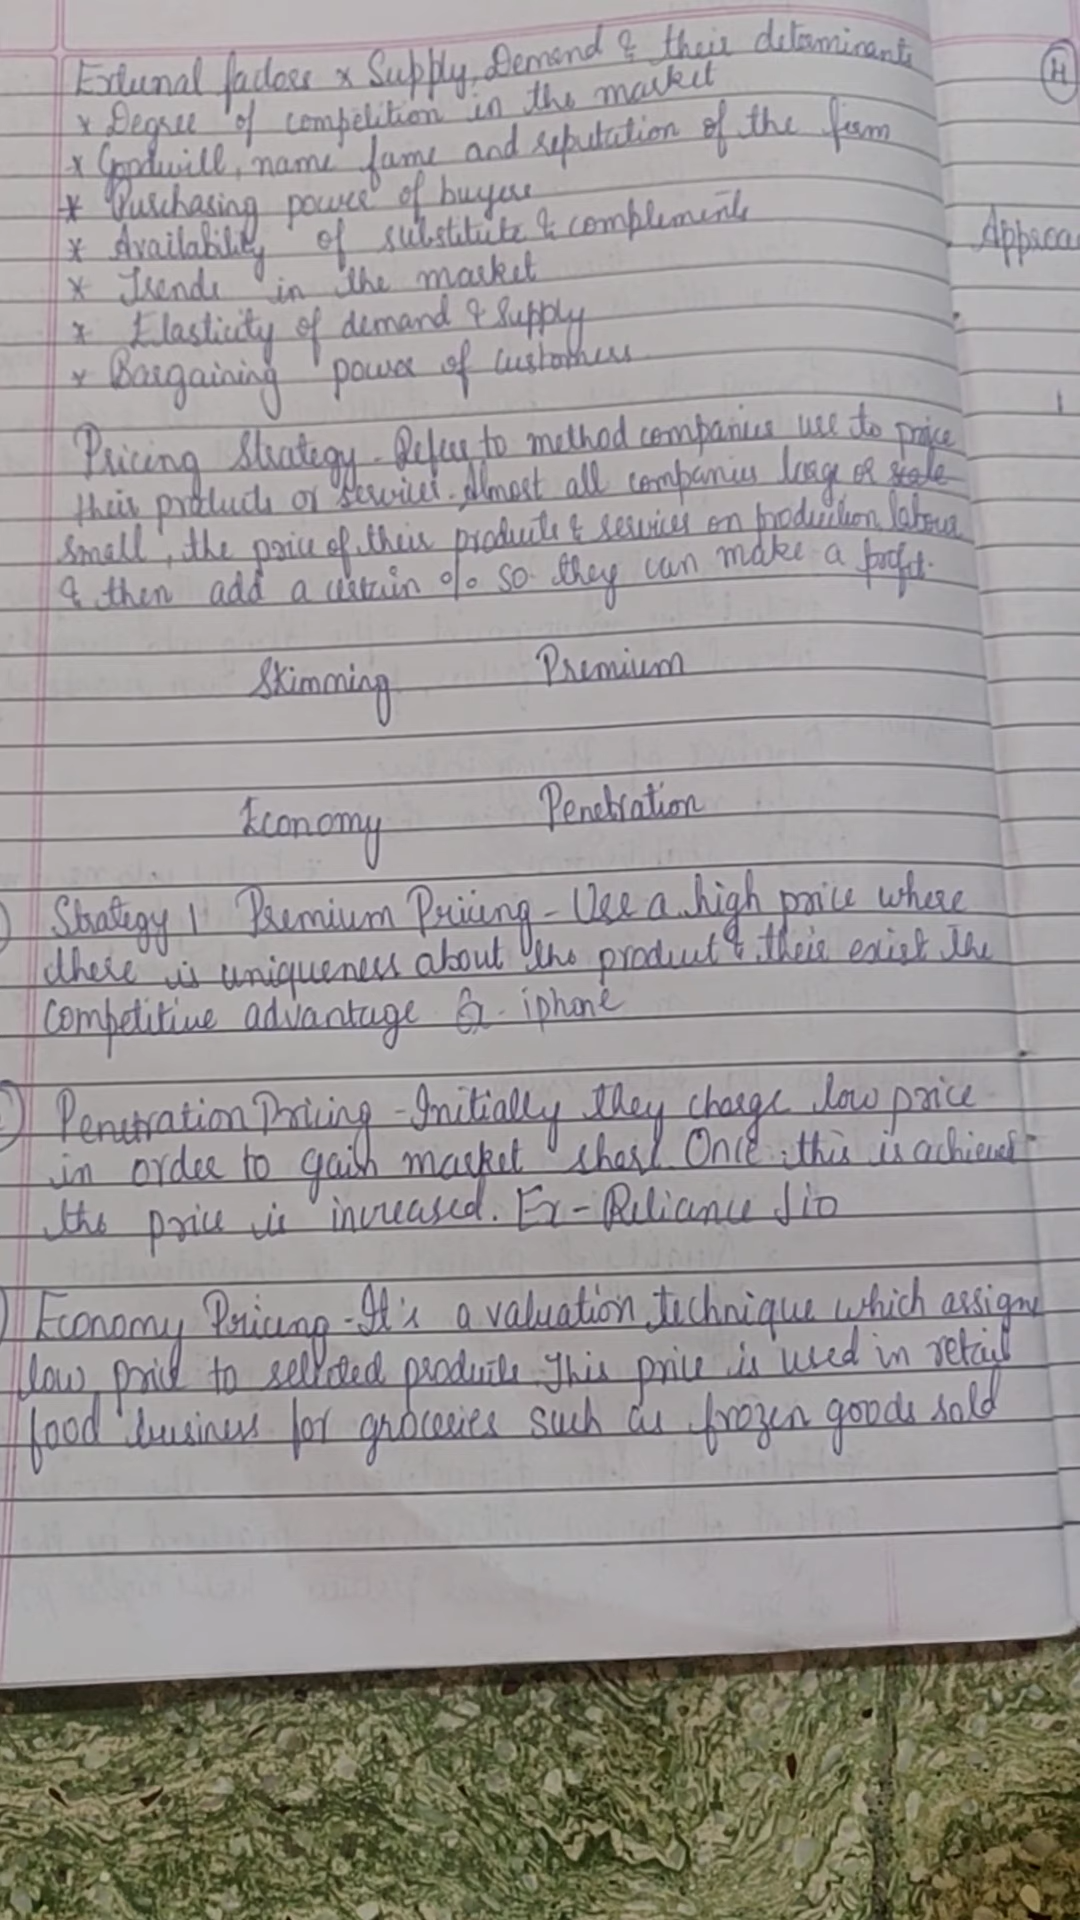 External factors x Supply, Demand & their determinants
x Degree of competition in the market
x Goodwill, name fame and reputation of the firm
x Purchasing power of buyers
x Availability of substitute & complements
x Trends in the market
x Elasticity of demand & supply
x Bargaining power of customers
Pricing Strategy - Refers to method companies use to price
their products or services. Almost all companies large or
small, the price of their products & services on production, labour
& then add a certain % so they can make a profit.
Skimming Premium
Economy Penetration
Strategy 1 Premium Pricing - Use a high price where
there is uniqueness about the product & their exist the
competitive advantage Ex. iphone
Penetration Pricing - Initially they charge low price
in order to gain market share. Once this is achieved
the price is increased. Ex - Reliance Jio
Economy Pricing - It's a valuation technique which assigns
low price to selected products. This price is used in retail
food business for groceries such as frozen goods sold
H
1